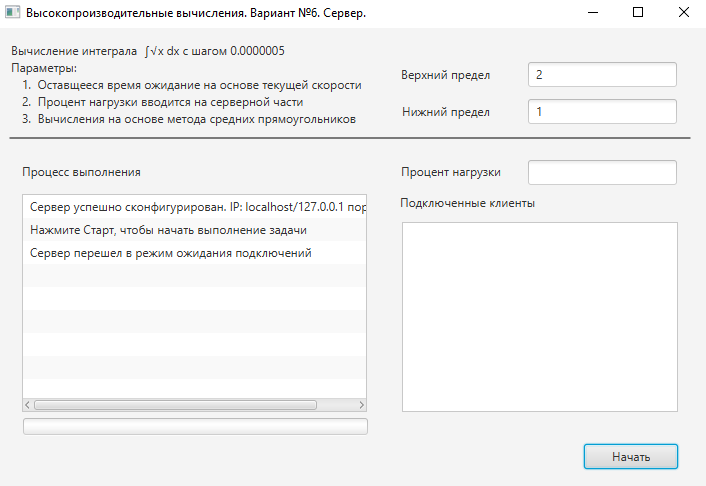 Высокопроизводительные вычисления. Вариант №6. Сервер.
Вычисление интеграла ∫√x dx с шагом 0.0000005
Параметры:
1. Оставщееся время ожидание на основе текущей скорости
2. Процент нагрузки вводится на серверной части
3. Вычисления на основе метода средних прямоугольников
Верхний предел 2
Нижний предел 1
Процесс выполнения
Сервер успешно сконфигурирован. IP: localhost/127.0.0.1 пор
Нажмите Старт, чтобы начать выполнение задачи
Сервер перешел в режим ожидания подключений
Процент нагрузки
Подключенные клиенты
Начать